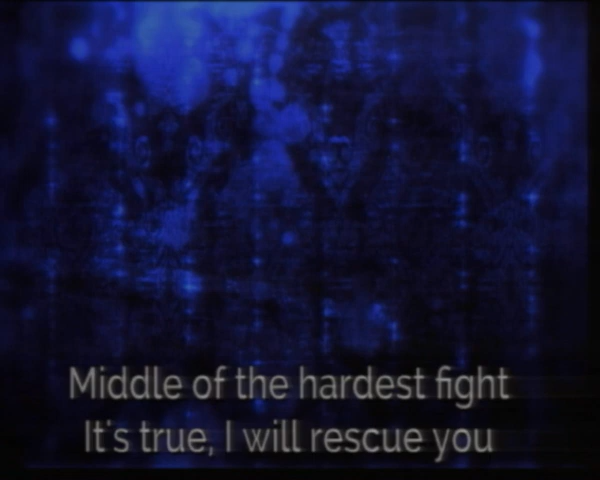 Middle of the hardest fight
It's true, I will rescue you